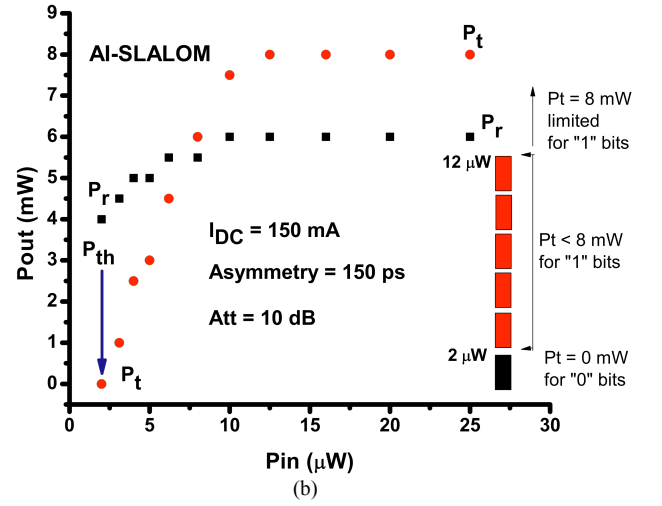 9
8
7
6
5
4
3
2
1
0
Pout (mW)
AI-SLALOM
Pt
Pr
Pr
Pth
Pt
IDC = 150 mA
Asymmetry = 150 ps
Att = 10 dB
12 μW
2 μW
Pt = 8 mW
limited
for "1" bits
Pt < 8 mW
for "1" bits
Pt = 0 mW
for "0" bits
0 5 10 15 20 25 30
Pin (μW)
(b)